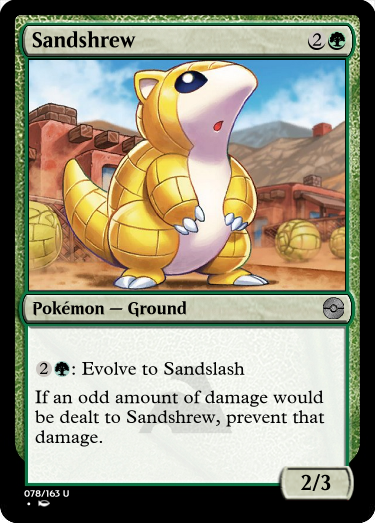 Sandshrew 2
Pokémon — Ground
2: Evolve to Sandslash
If an odd amount of damage would
be dealt to Sandshrew, prevent that
damage.
2/3
078/163 U